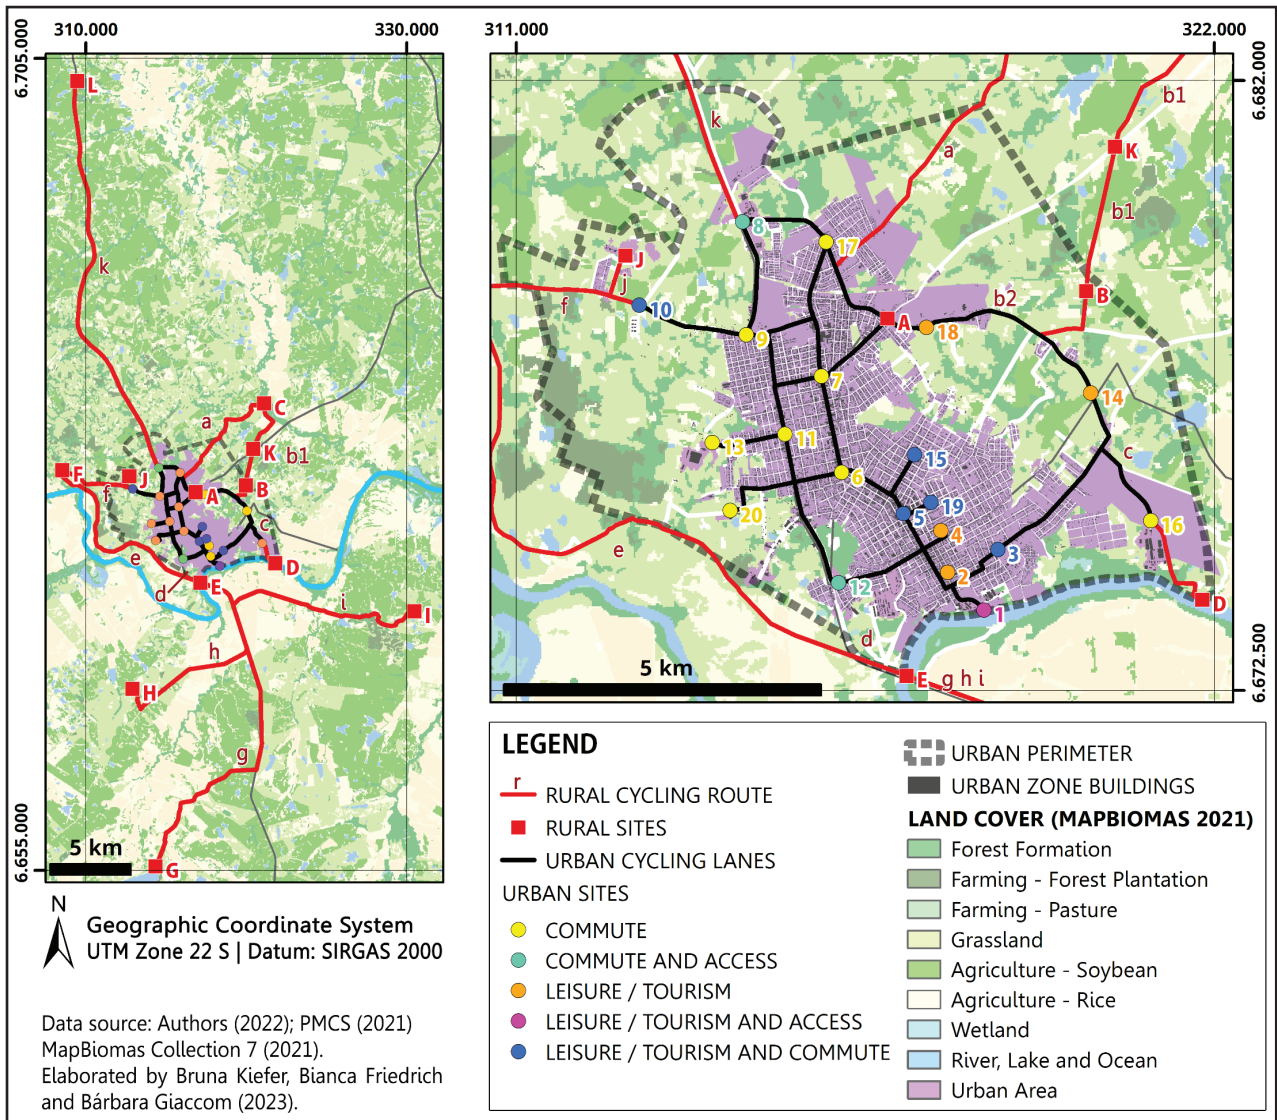 310.000
330.000
6.705.000
6.655.000
L
k
a
C
K
b1
F
J
f
A
B
c
e
D
d
E
i
I
h
H
g
G
5 km
N
Geographic Coordinate System
UTM Zone 22 S | Datum: SIRGAS 2000
Data source: Authors (2022); PMCS (2021)
MapBiomas Collection 7 (2021).
Elaborated by Bruna Kiefer, Bianca Friedrich
and Bárbara Giaccom (2023).
311.000
322.000
6.682.000
6.672.500
k
a
b1
K
b1
8
17
J
j
f
10
B
b2
A
18
9
7
14
13
11
c
15
6
20
19
5
4
16
e
3
2
12
1
D
d
E
g h i
5 km
LEGEND
r
RURAL CYCLING ROUTE
RURAL SITES
URBAN CYCLING LANES
URBAN SITES
COMMUTE
COMMUTE AND ACCESS
LEISURE / TOURISM
LEISURE / TOURISM AND ACCESS
LEISURE / TOURISM AND COMMUTE
URBAN PERIMETER
URBAN ZONE BUILDINGS
LAND COVER (MAPBIOMAS 2021)
Forest Formation
Farming - Forest Plantation
Farming - Pasture
Grassland
Agriculture - Soybean
Agriculture - Rice
Wetland
River, Lake and Ocean
Urban Area